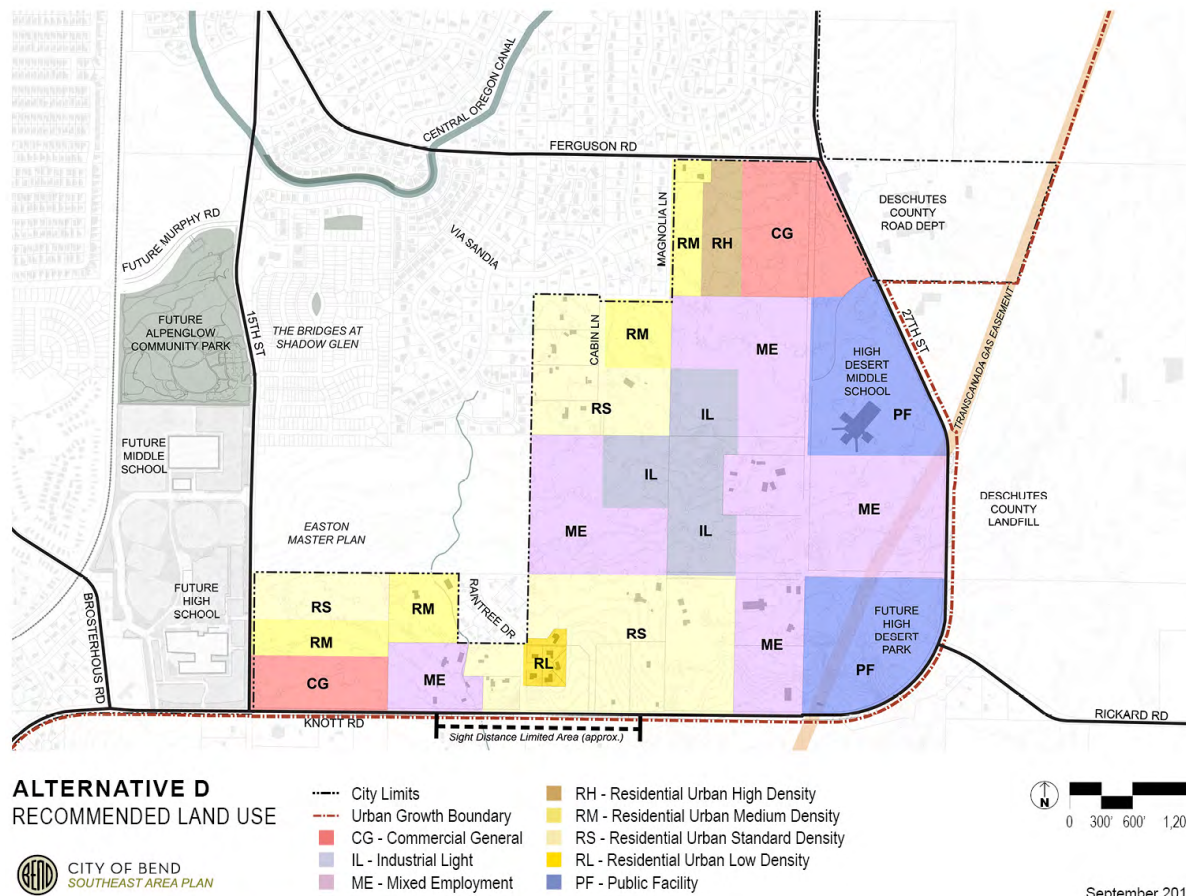 CENTRAL OREGON CANAL
FERGUSON RD
MAGNOLIA LN
RM
RH
CG
DESCHUTES
COUNTY
ROAD DEPT
VIA SANDIA
FUTURE MURPHY RD
FUTURE
ALPENGLOW
COMMUNITY PARK
15TH ST
THE BRIDGES AT
SHADOW GLEN
CABIN LN
RM
ME
27TH ST
TRANSCANADA GAS EASEMENT
HIGH
DESERT
MIDDLE
SCHOOL
PF
RS
IL
FUTURE
MIDDLE
SCHOOL
IL
ME
IL
ME
DESCHUTES
COUNTY
LANDFILL
EASTON
MASTER PLAN
BROSTERHOUS RD
FUTURE
HIGH
SCHOOL
RS
RM
RM
CG
ME
RAINTREE DR
RL
RS
ME
FUTURE
HIGH
DESERT
PARK
PF
KNOTT RD
Sight Distance Limited Area (approx.)
RICKARD RD
ALTERNATIVE D
RECOMMENDED LAND USE
BEND
CITY OF BEND
SOUTHEAST AREA PLAN
City Limits
Urban Growth Boundary
CG - Commercial General
IL - Industrial Light
ME - Mixed Employment
RH - Residential Urban High Density
RM - Residential Urban Medium Density
RS - Residential Urban Standard Density
RL - Residential Urban Low Density
PF - Public Facility
N
0 300' 600'
September